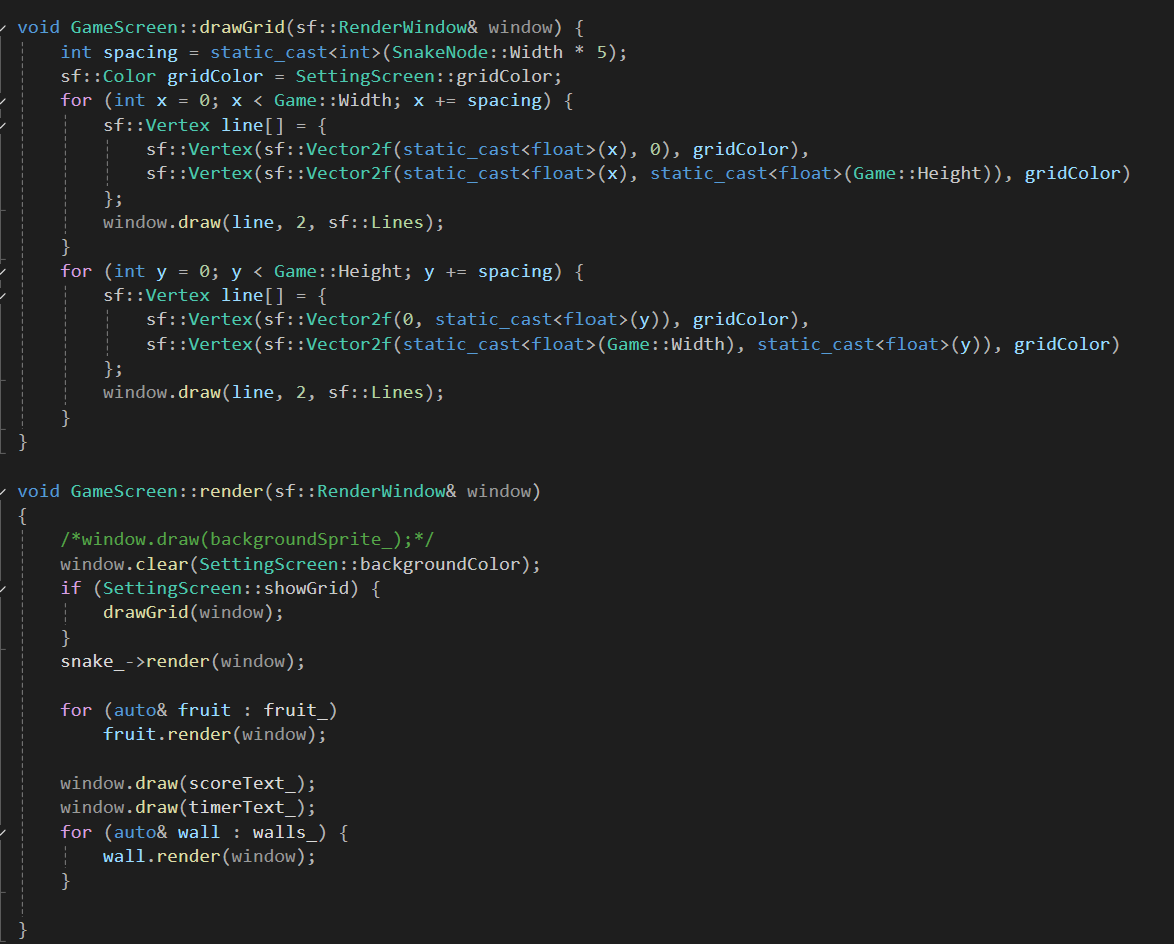 void GameScreen::drawGrid(sf::RenderWindow& window) {
    int spacing = static_cast<int>(SnakeNode::Width * 5);
    sf::Color gridColor = SettingScreen::gridColor;
    for (int x = 0; x < Game::Width; x += spacing) {
        sf::Vertex line[] = {
            sf::Vertex(sf::Vector2f(static_cast<float>(x), 0), gridColor),
            sf::Vertex(sf::Vector2f(static_cast<float>(x), static_cast<float>(Game::Height)), gridColor)
        };
        window.draw(line, 2, sf::Lines);
    }
    for (int y = 0; y < Game::Height; y += spacing) {
        sf::Vertex line[] = {
            sf::Vertex(sf::Vector2f(0, static_cast<float>(y)), gridColor),
            sf::Vertex(sf::Vector2f(static_cast<float>(Game::Width), static_cast<float>(y)), gridColor)
        };
        window.draw(line, 2, sf::Lines);
    }
}

void GameScreen::render(sf::RenderWindow& window)
{
    /*window.draw(backgroundSprite_);*/
    window.clear(SettingScreen::backgroundColor);
    if (SettingScreen::showGrid) {
        drawGrid(window);
    }
    snake_->render(window);

    for (auto& fruit : fruit_)
        fruit.render(window);

    window.draw(scoreText_);
    window.draw(timerText_);
    for (auto& wall : walls_) {
        wall.render(window);
    }

}